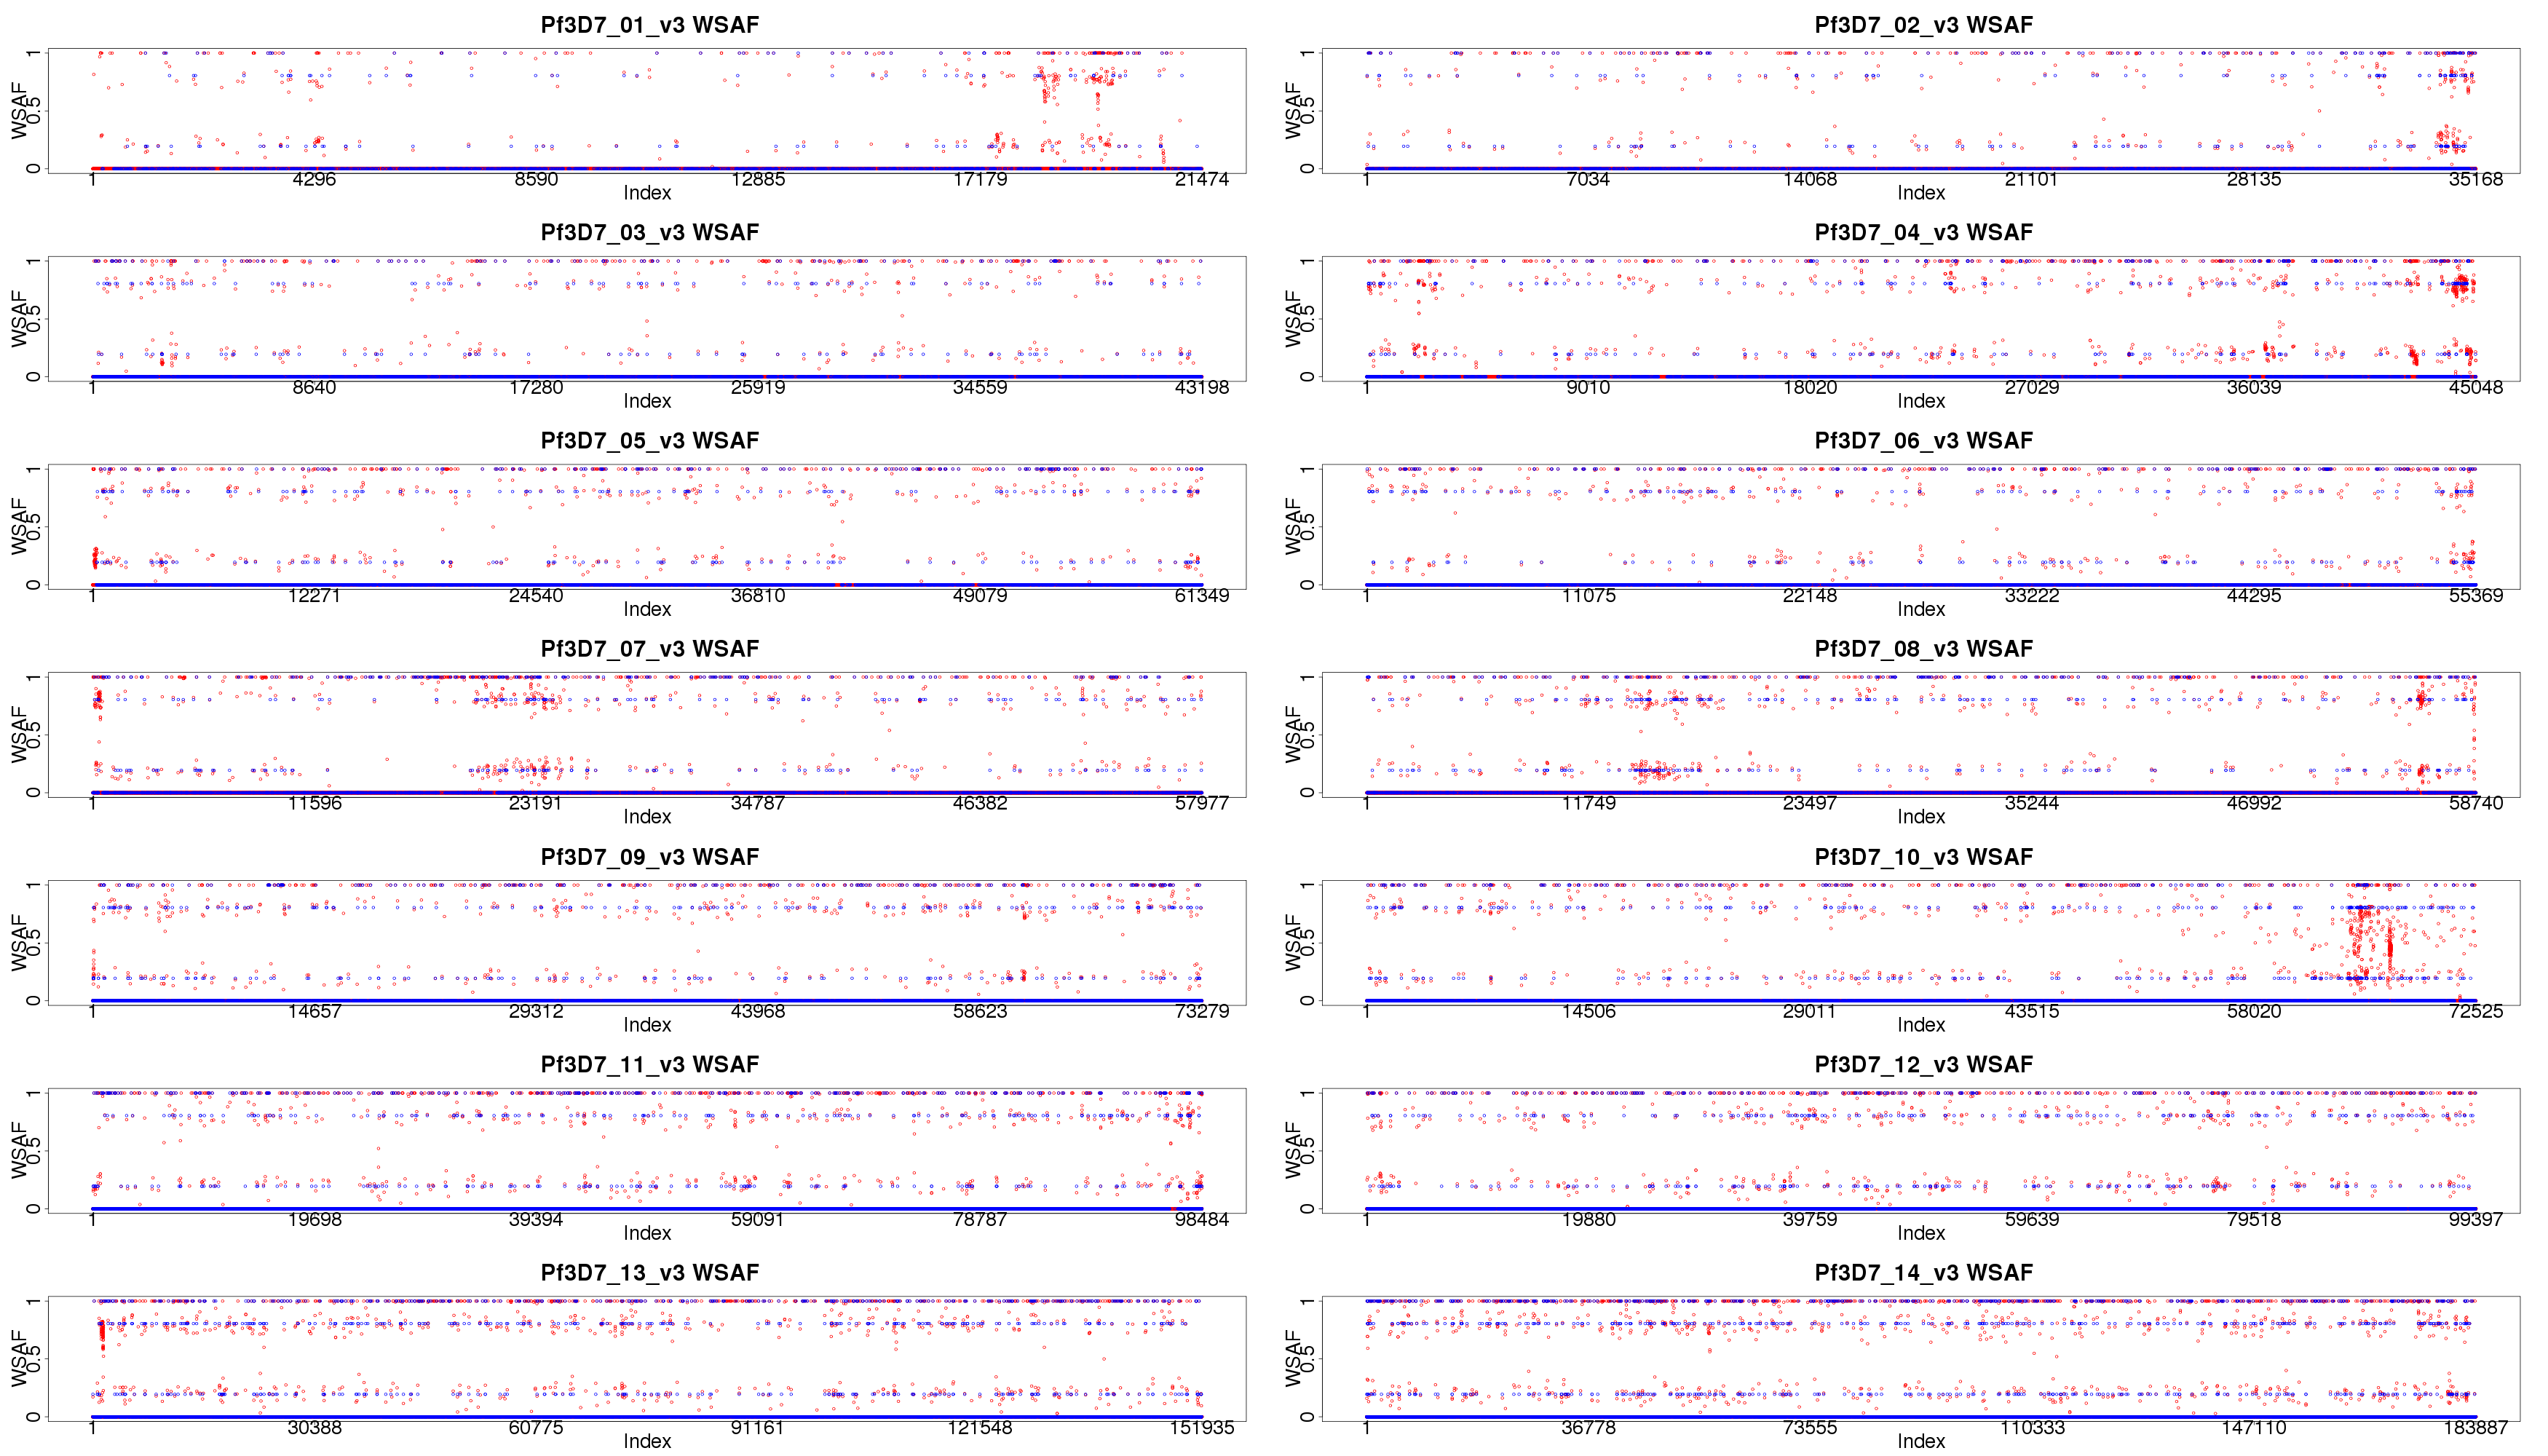 Pf3D7_01_v3 WSAF
WSAF
0 0.5 1
1 4296 8590 12885 17179 21474
Index
Pf3D7_02_v3 WSAF
WSAF
0 0.5 1
1 7034 14068 21101 28135 35168
Index
Pf3D7_03_v3 WSAF
WSAF
0 0.5 1
1 8640 17280 25919 34559 43198
Index
Pf3D7_04_v3 WSAF
WSAF
0 0.5 1
1 9010 18020 27029 36039 45048
Index
Pf3D7_05_v3 WSAF
WSAF
0 0.5 1
1 12271 24540 36810 49079 61349
Index
Pf3D7_06_v3 WSAF
WSAF
0 0.5 1
1 11075 22148 33222 44295 55369
Index
Pf3D7_07_v3 WSAF
WSAF
0 0.5 1
1 11596 23191 34787 46382 57977
Index
Pf3D7_08_v3 WSAF
WSAF
0 0.5 1
1 11749 23497 35244 46992 58740
Index
Pf3D7_09_v3 WSAF
WSAF
0 0.5 1
1 14657 29312 43968 58623 73279
Index
Pf3D7_10_v3 WSAF
WSAF
0 0.5 1
1 14506 29011 43515 58020 72525
Index
Pf3D7_11_v3 WSAF
WSAF
0 0.5 1
1 19698 39394 59091 78787 98484
Index
Pf3D7_12_v3 WSAF
WSAF
0 0.5 1
1 19880 39759 59639 79518 99397
Index
Pf3D7_13_v3 WSAF
WSAF
0 0.5 1
1 30388 60775 91161 121548 151935
Index
Pf3D7_14_v3 WSAF
WSAF
0 0.5 1
1 36778 73555 110333 147110 183887
Index